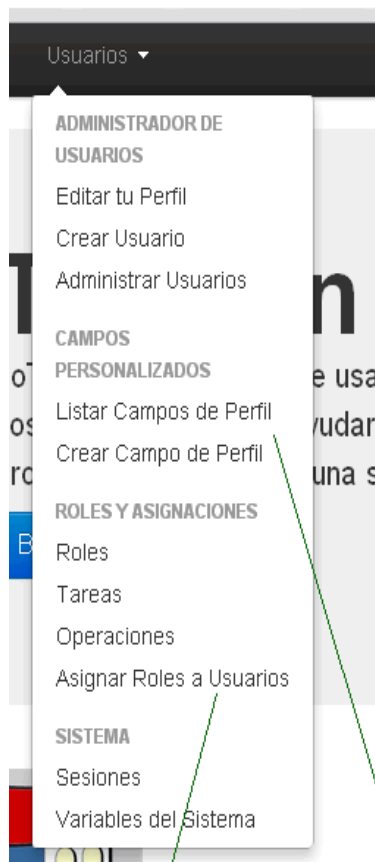 Usuarios
ADMINISTRADOR DE
USUARIOS
Editar tu Perfil
Crear Usuario
Administrar Usuarios
CAMPOS
PERSONALIZADOS
Listar Campos de Perfil
Crear Campo de Perfil
ROLES Y ASIGNACIONES
Roles
Tareas
Operaciones
Asignar Roles a Usuarios
SISTEMA
Sesiones
Variables del Sistema